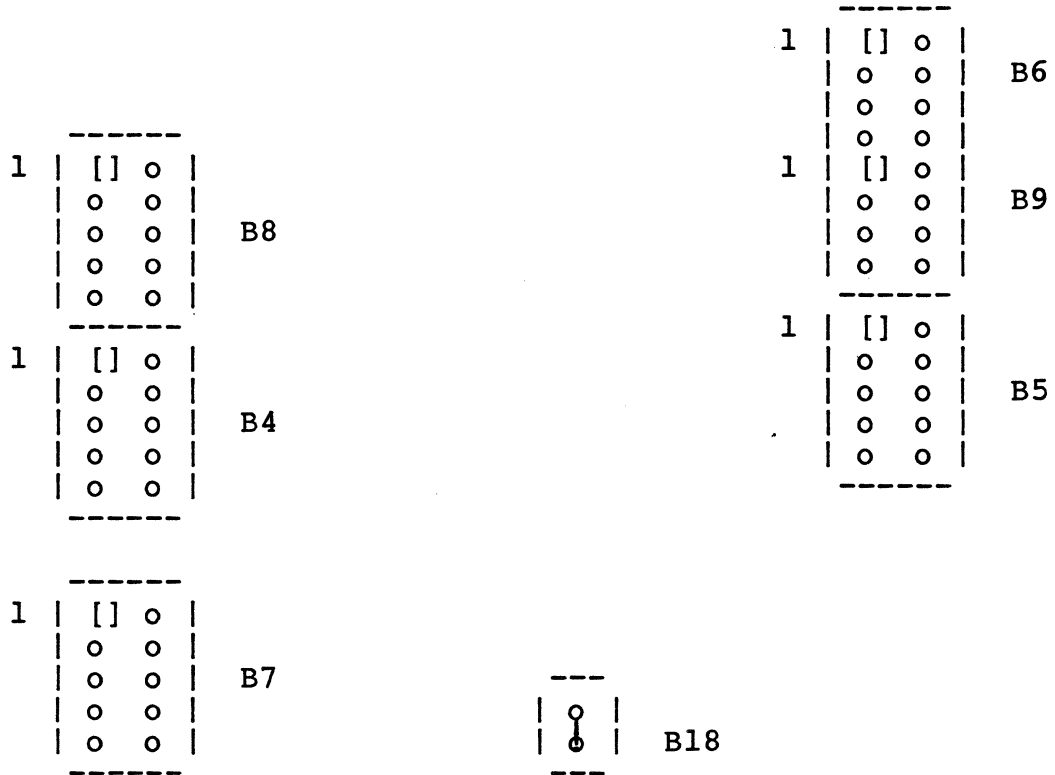 1 | [] o |
| o o | B6
| o o |
| o o |
1 | [] o | 1 | [] o |
| o o | | o o | B9
| o o | B8 | o o |
| o o | | o o |
| o o | ------
------ 1 | [] o |
1 | [] o | | o o |
| o o | | o o | B5
| o o | B4 | o o |
| o o | | o o |
| o o | ------
------
------
1 | [] o |
| o o |
| o o | B7 ---
| o o | | o |
| o o | | o | B18
------ ---